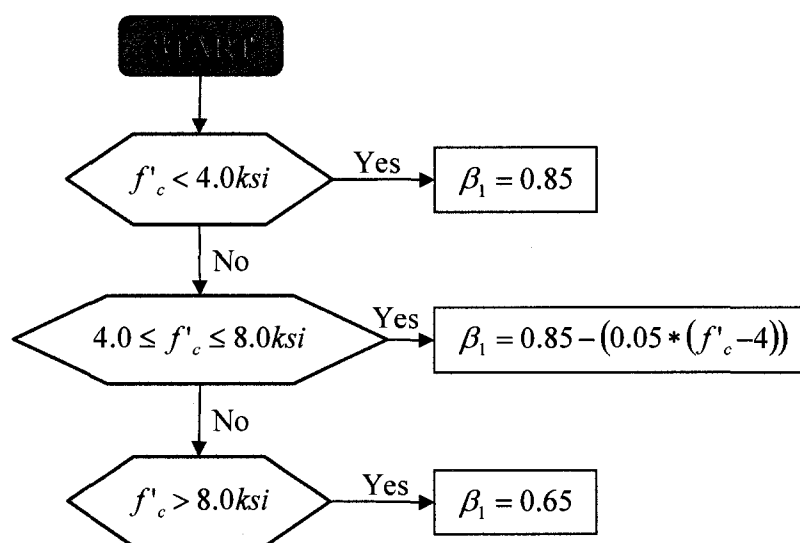 START
f'c < 4.0ksi
Yes
β₁ = 0.85
No
4.0 ≤ f'c ≤ 8.0ksi
Yes
β₁ = 0.85 − (0.05 * (f'c − 4))
No
f'c > 8.0ksi
Yes
β₁ = 0.65